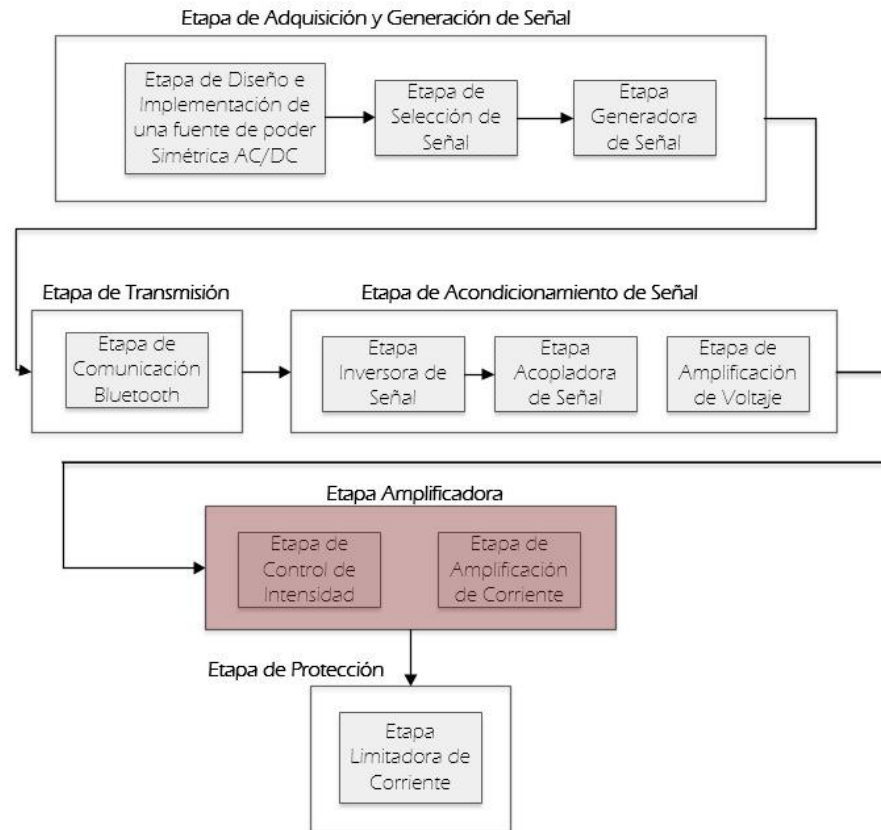 Etapa de Adquisición y Generación de Señal
Etapa de Diseño e
Implementación de
una fuente de poder
Simétrica AC/DC
Etapa de
Selección de
Señal
Etapa
Generadora
de Señal
Etapa de Transmisión
Etapa de
Comunicación
Bluetooth
Etapa de Acondicionamiento de Señal
Etapa
Inversora de
Señal
Etapa
Acopladora
de Señal
Etapa de
Amplificación
de Voltaje
Etapa Amplificadora
Etapa de
Control de
Intensidad
Etapa de
Amplificación
de Corriente
Etapa de Protección
Etapa
Limitadora de
Corriente